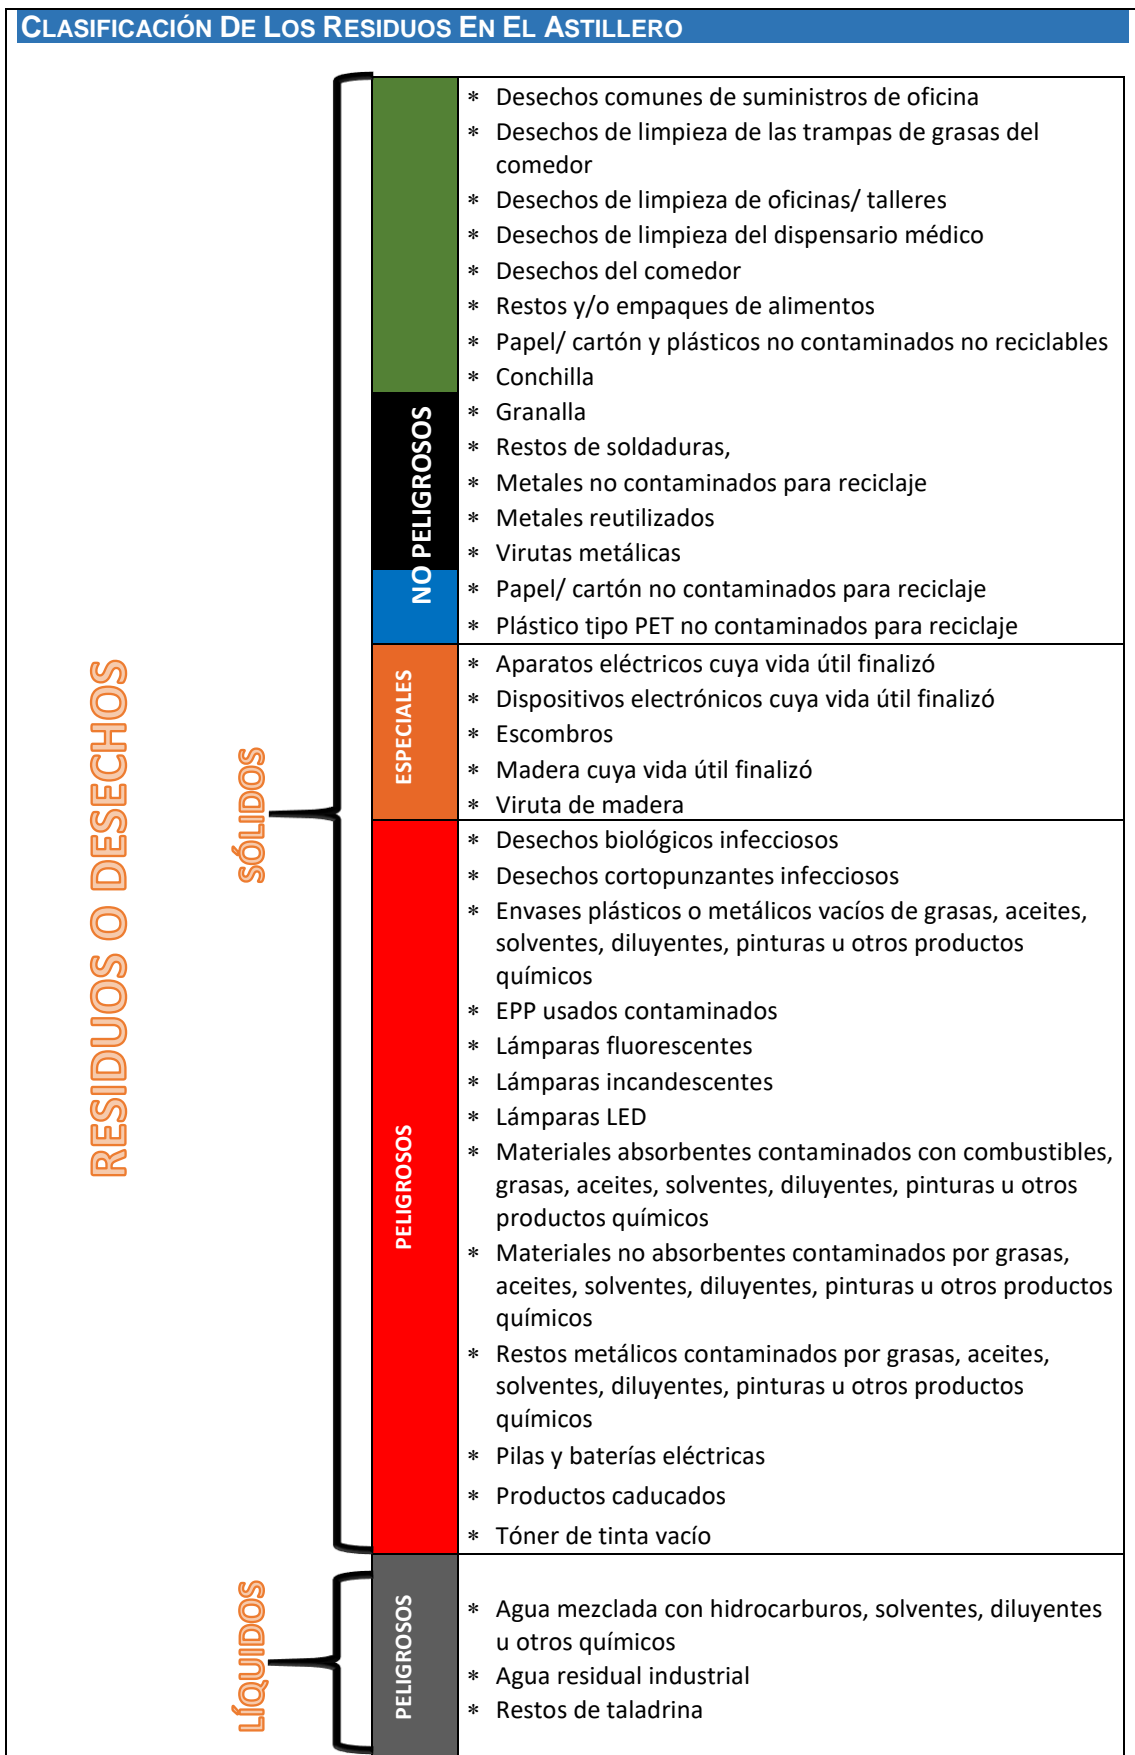 CLASIFICACIÓN DE LOS RESIDUOS EN EL ASTILLERO
RESIDUOS O DESECHOS
SÓLIDOS
NO PELIGROSOS
* Desechos comunes de suministros de oficina
* Desechos de limpieza de las trampas de grasas del
comedor
* Desechos de limpieza de oficinas/ talleres
* Desechos de limpieza del dispensario médico
* Desechos del comedor
* Restos y/o empaques de alimentos
* Papel/ cartón y plásticos no contaminados no reciclables
* Conchilla
* Granalla
* Restos de soldaduras,
* Metales no contaminados para reciclaje
* Metales reutilizados
* Virutas metálicas
* Papel/ cartón no contaminados para reciclaje
* Plástico tipo PET no contaminados para reciclaje
ESPECIALES
* Aparatos eléctricos cuya vida útil finalizó
* Dispositivos electrónicos cuya vida útil finalizó
* Escombros
* Madera cuya vida útil finalizó
* Viruta de madera
PELIGROSOS
* Desechos biológicos infecciosos
* Desechos cortopunzantes infecciosos
* Envases plásticos o metálicos vacíos de grasas, aceites,
solventes, diluyentes, pinturas u otros productos
químicos
* EPP usados contaminados
* Lámparas fluorescentes
* Lámparas incandescentes
* Lámparas LED
* Materiales absorbentes contaminados con combustibles,
grasas, aceites, solventes, diluyentes, pinturas u otros
productos químicos
* Materiales no absorbentes contaminados por grasas,
aceites, solventes, diluyentes, pinturas u otros productos
químicos
* Restos metálicos contaminados por grasas, aceites,
solventes, diluyentes, pinturas u otros productos
químicos
* Pilas y baterías eléctricas
* Productos caducados
* Tóner de tinta vacío
LÍQUIDOS
PELIGROSOS
* Agua mezclada con hidrocarburos, solventes, diluyentes
u otros químicos
* Agua residual industrial
* Restos de taladrina